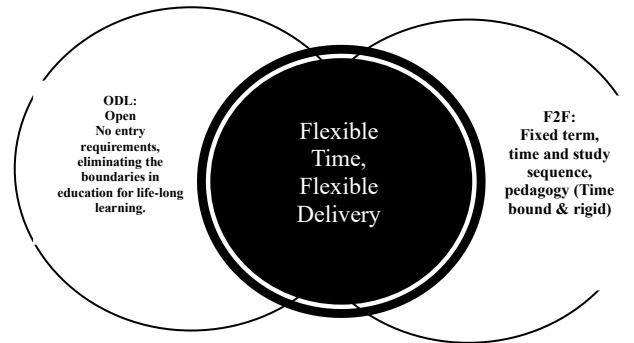 ODL:
Open
No entry
requirements,
eliminating the
boundaries in
education for life-long
learning.
Flexible
Time,
Flexible
Delivery
F2F:
Fixed term,
time and study
sequence,
pedagogy (Time
bound & rigid)